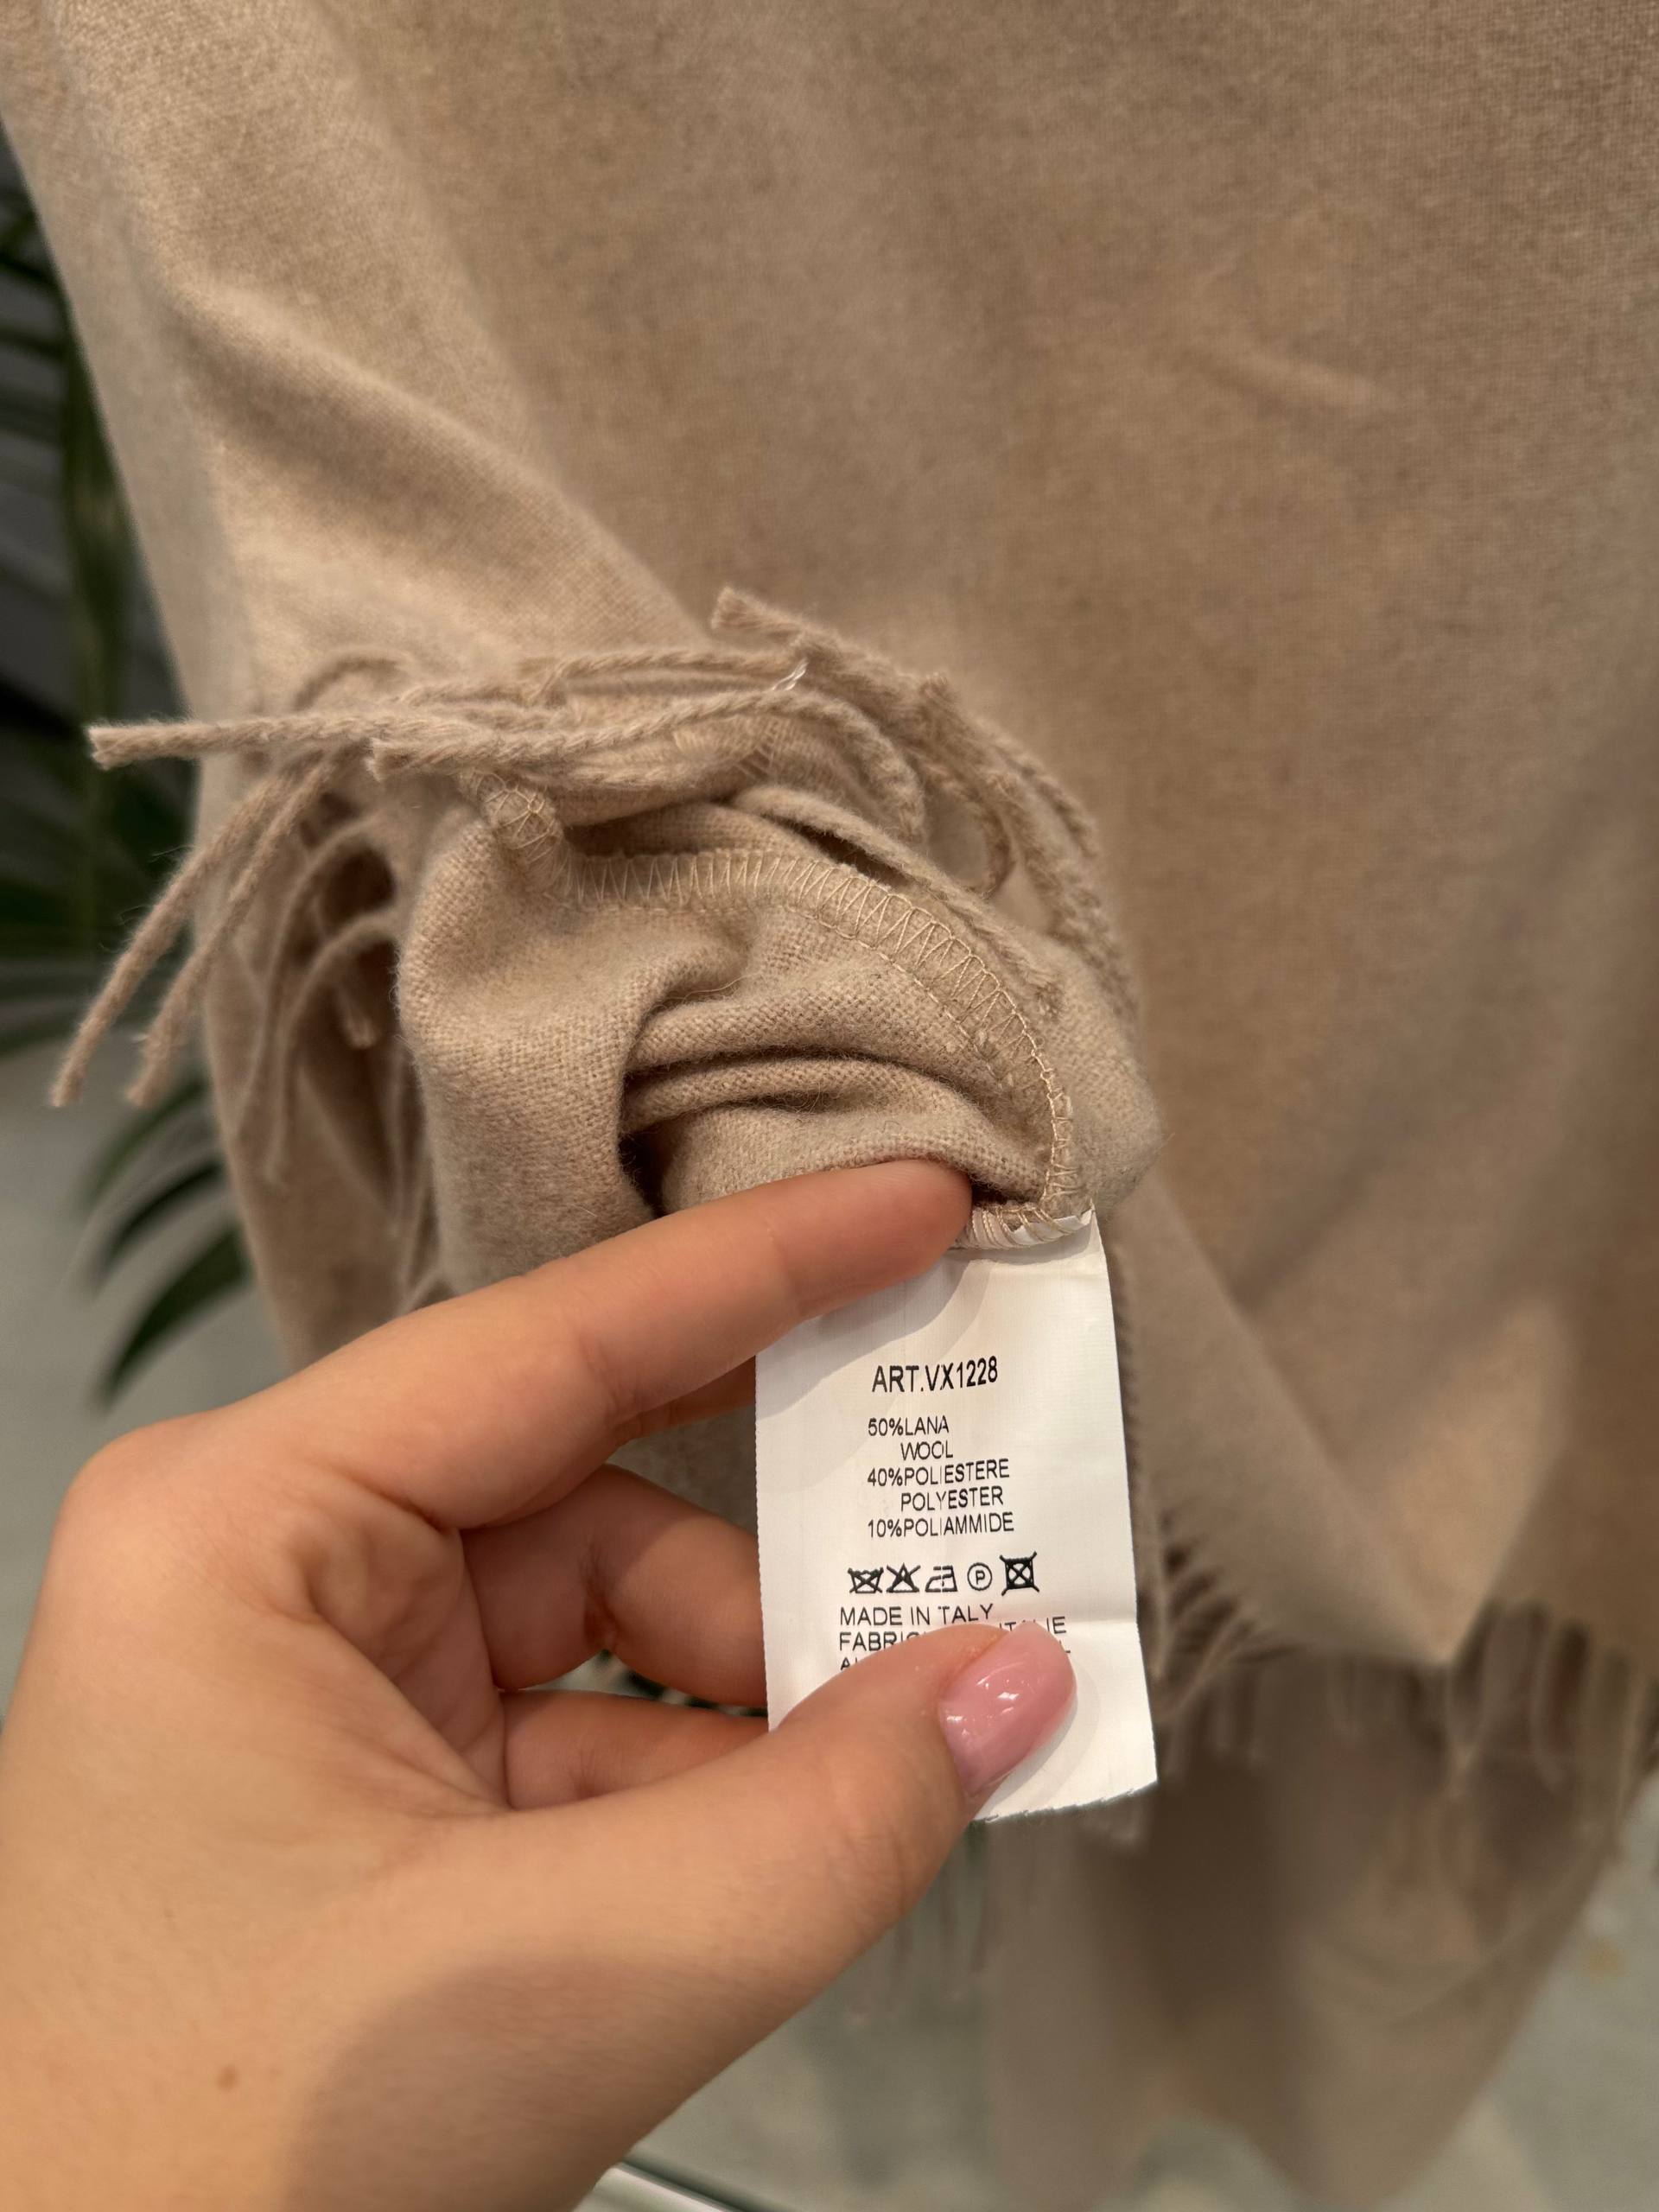 ART.VX1228
50%LANA
WOOL
40%POLIESTERE
POLYESTER
10%POLIAMMIDE
P
MADE IN TALY